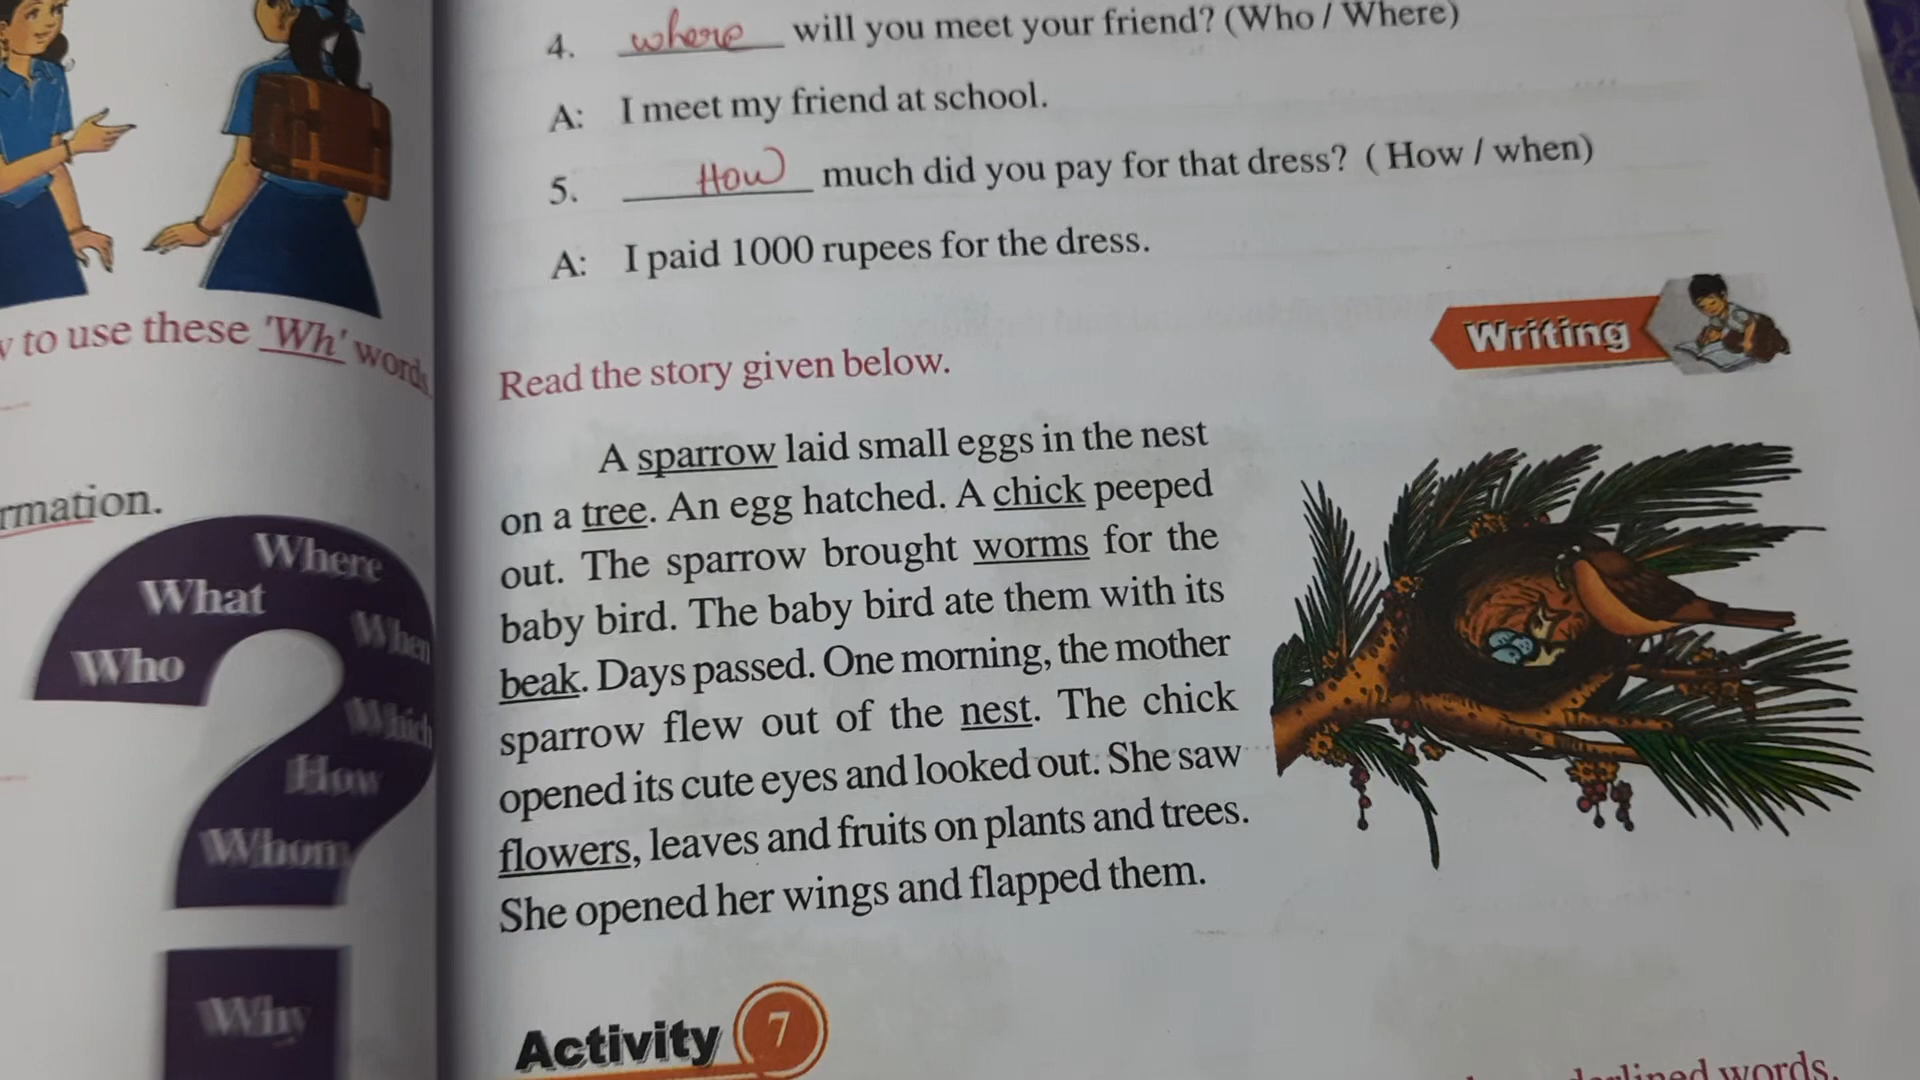 to use these 'Wh' words
rmation.
Where
What
When
Who
Which
How
Whom
Why
4. where will you meet your friend? (Who / Where)
A: I meet my friend at school.
5. How much did you pay for that dress? ( How / when)
A: I paid 1000 rupees for the dress.
Writing
Read the story given below.
A sparrow laid small eggs in the nest
on a tree. An egg hatched. A chick peeped
out. The sparrow brought worms for the
baby bird. The baby bird ate them with its
beak. Days passed. One morning, the mother
sparrow flew out of the nest. The chick
opened its cute eyes and looked out. She saw
flowers, leaves and fruits on plants and trees.
She opened her wings and flapped them.
Activity 7
words.